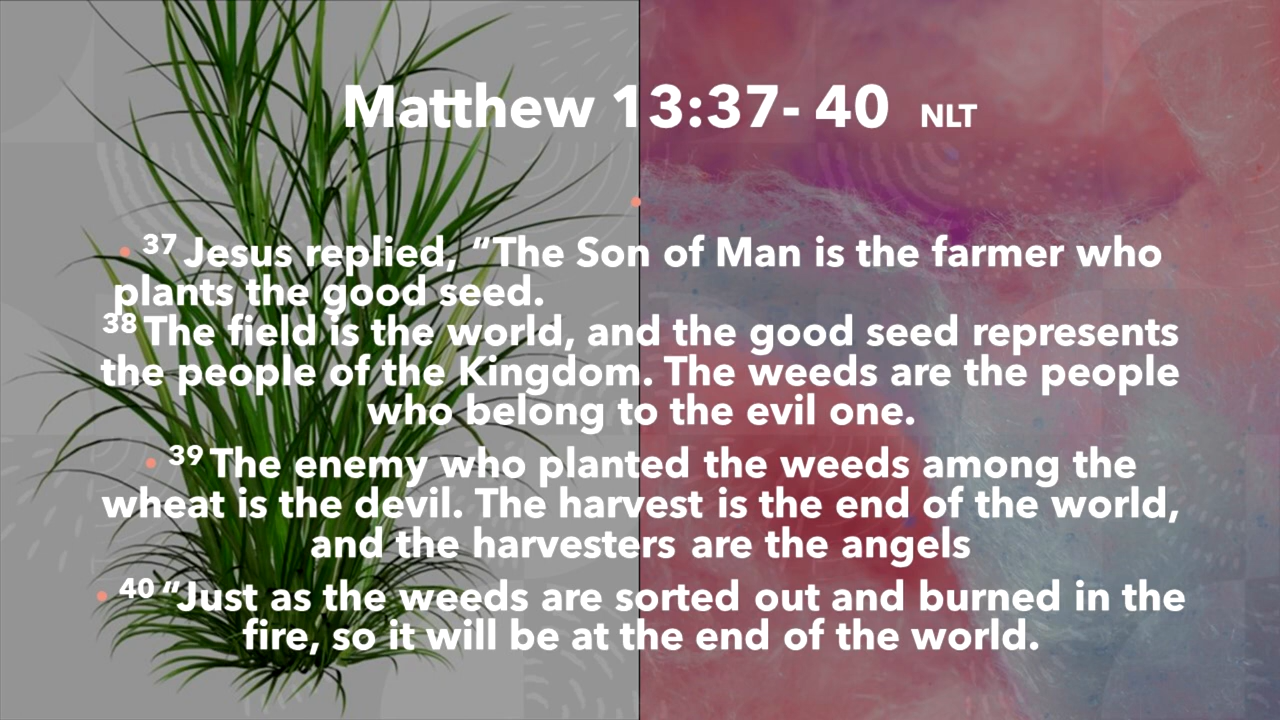 Matthew 13:37- 40 NLT
•
• 37 Jesus replied, “The Son of Man is the farmer who
plants the good seed.
38 The field is the world, and the good seed represents
the people of the Kingdom. The weeds are the people
who belong to the evil one.
• 39 The enemy who planted the weeds among the
wheat is the devil. The harvest is the end of the world,
and the harvesters are the angels
• 40 “Just as the weeds are sorted out and burned in the
fire, so it will be at the end of the world.